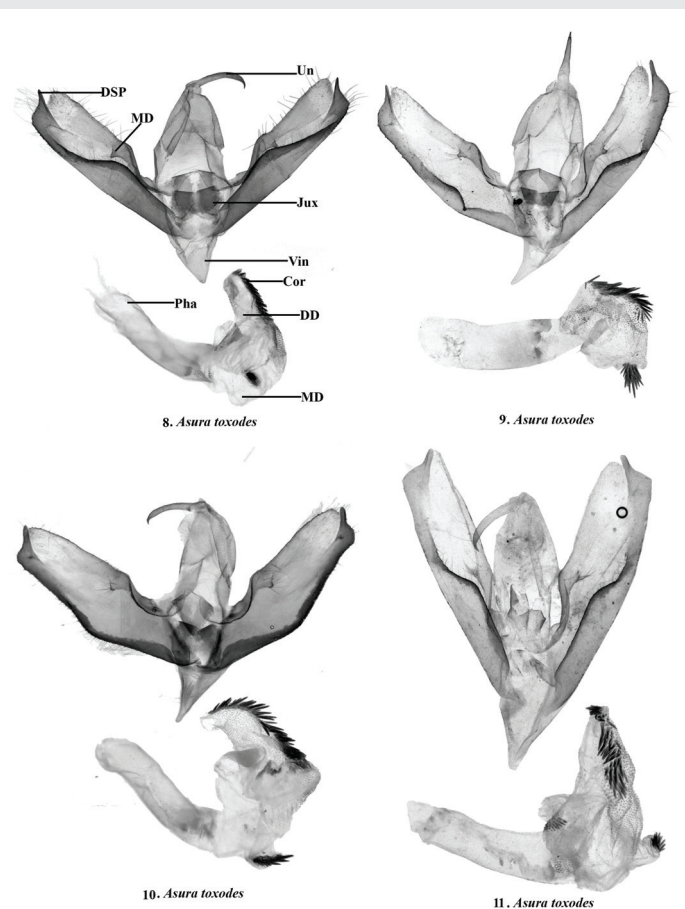 Un
DSP
MD
Jux
Vin
Cor
Pha
DD
MD
8. Asura toxodes
9. Asura toxodes
10. Asura toxodes
11. Asura toxodes